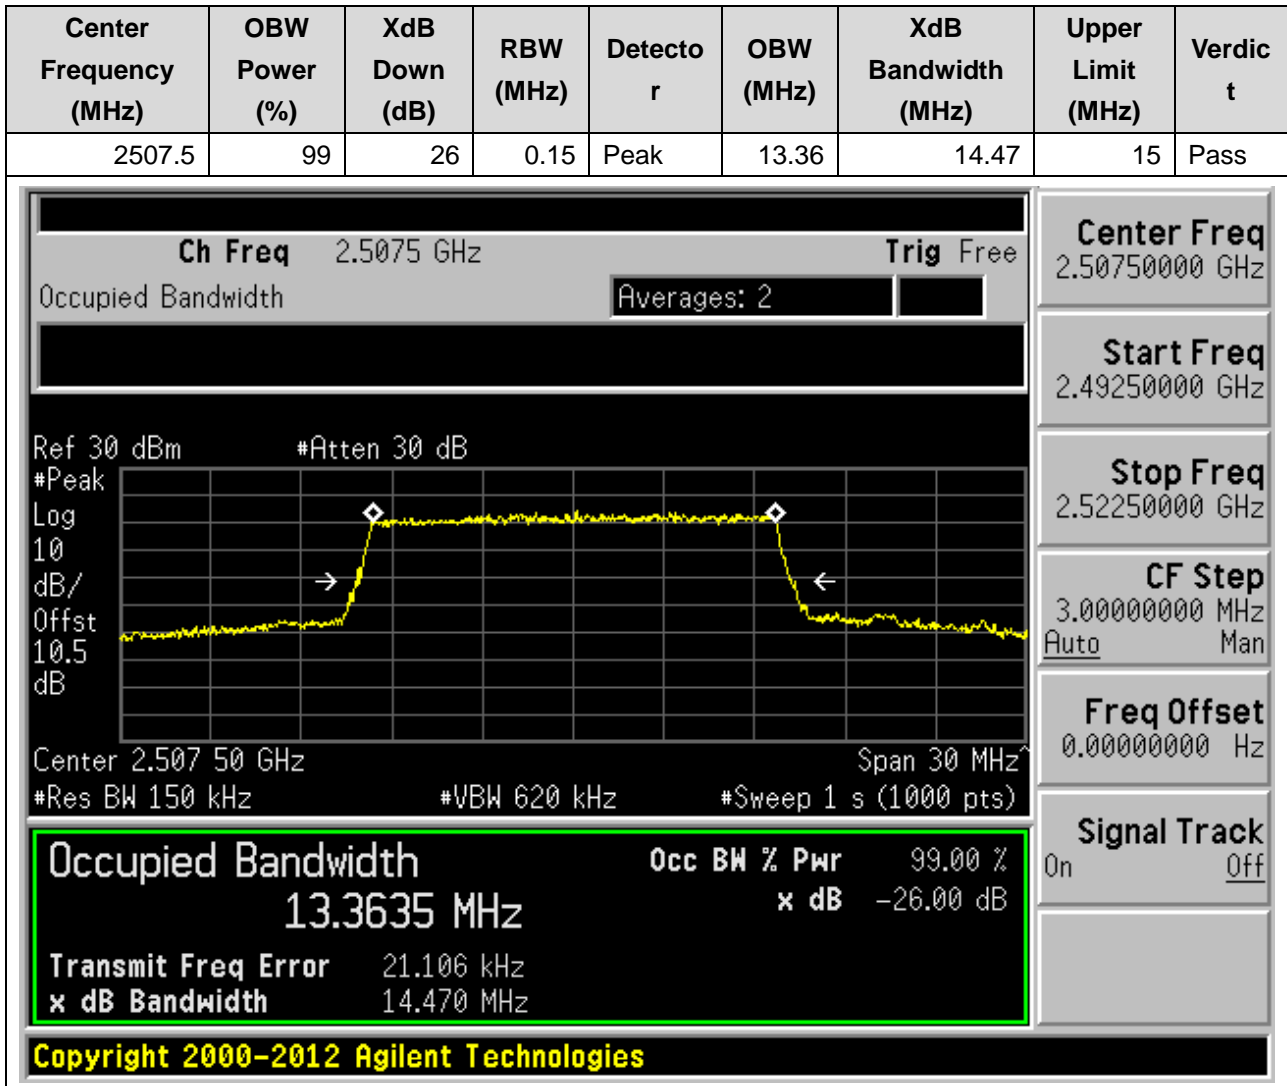 Center Frequency (MHz) OBW Power (%) XdB Down (dB) RBW (MHz) Detecto r OBW (MHz) XdB Bandwidth (MHz) Upper Limit (MHz) Verdic t
2507.5 99 26 0.15 Peak 13.36 14.47 15 Pass
Ch Freq 2.5075 GHz Trig Free
Occupied Bandwidth Averages: 2
Ref 30 dBm #Atten 30 dB
#Peak
Log
10
dB/
Offst
10.5
dB
Center 2.507 50 GHz Span 30 MHz^
#Res BW 150 kHz #VBW 620 kHz #Sweep 1 s (1000 pts)
Occupied Bandwidth Occ BW % Pwr 99.00 %
13.3635 MHz x dB -26.00 dB
Transmit Freq Error 21.106 kHz
x dB Bandwidth 14.470 MHz
Copyright 2000-2012 Agilent Technologies
Center Freq
2.50750000 GHz
Start Freq
2.49250000 GHz
Stop Freq
2.52250000 GHz
CF Step
3.00000000 MHz
Auto Man
Freq Offset
0.00000000 Hz
Signal Track
On Off